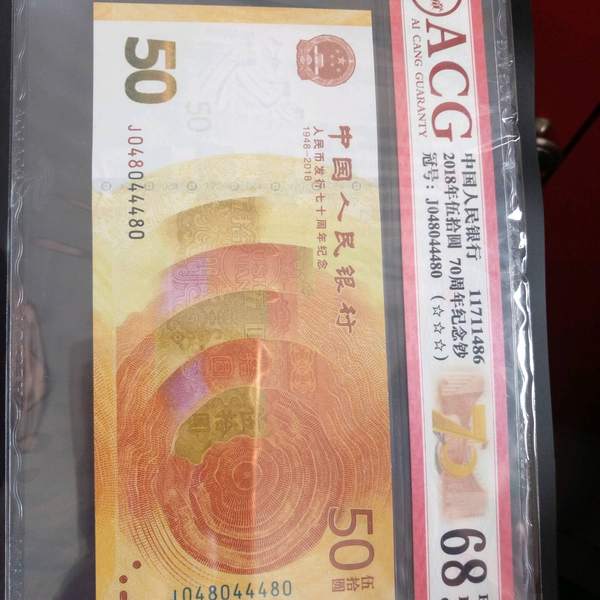 ACG
AI CANG GUARANTY
中国人民银行 11711486
2018年伍拾圆 70周年纪念钞
冠号：J048044480 (☆☆☆)
68
中国人民银行
人民币发行七十周年纪念
1948-2018
50
50
J048044480
50
伍拾圆
J048044480